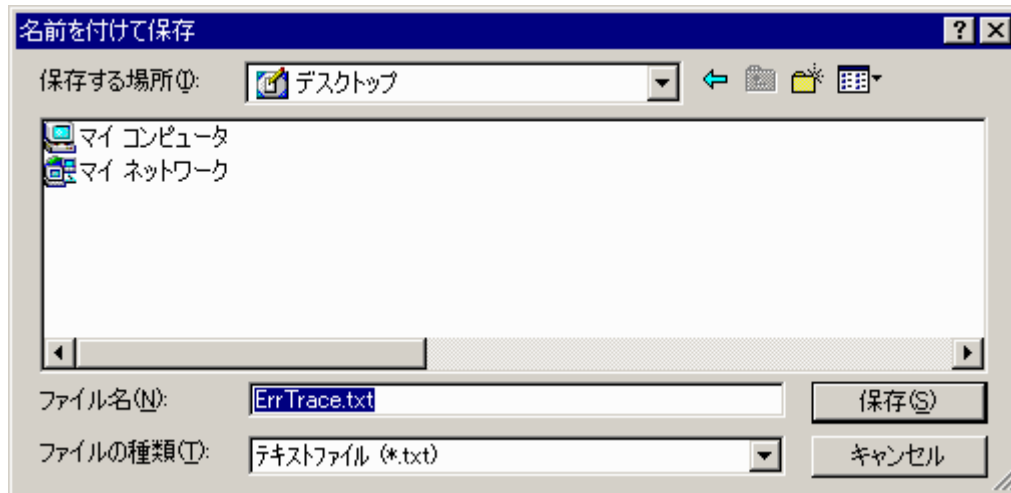 名前を付けて保存
保存する場所(I): デスクトップ
マイ コンピュータ
マイ ネットワーク
ファイル名(N): ErrTrace.txt 保存(S)
ファイルの種類(T): テキストファイル (*.txt) キャンセル